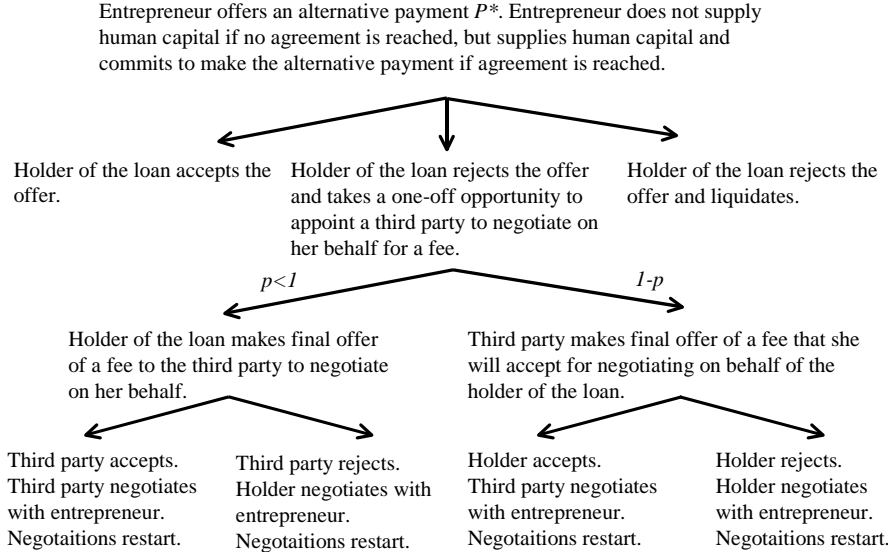 Entrepreneur offers an alternative payment P*. Entrepreneur does not supply
human capital if no agreement is reached, but supplies human capital and
commits to make the alternative payment if agreement is reached.
Holder of the loan accepts the
offer.
Holder of the loan rejects the offer
and takes a one-off opportunity to
appoint a third party to negotiate on
her behalf for a fee.
Holder of the loan rejects the
offer and liquidates.
p<1
1-p
Holder of the loan makes final offer
of a fee to the third party to negotiate
on her behalf.
Third party makes final offer of a fee that she
will accept for negotiating on behalf of the
holder of the loan.
Third party accepts.
Third party negotiates
with entrepreneur.
Negotaitions restart.
Third party rejects.
Holder negotiates with
entrepreneur.
Negotaitions restart.
Holder accepts.
Third party negotiates
with entrepreneur.
Negotaitions restart.
Holder rejects.
Holder negotiates
with entrepreneur.
Negotaitions restart.